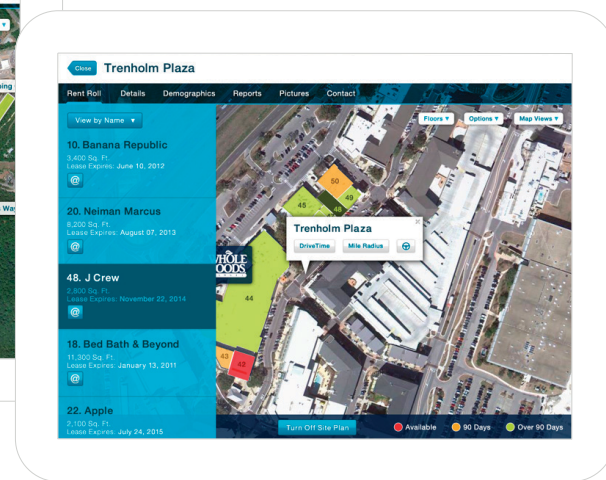 Close Trenholm Plaza
Rent Roll Details Demographics Reports Pictures Contact
View by Name ▼
Floors ▼ Options ▼ Map Views ▼
10. Banana Republic
3,400 Sq. Ft.
Lease Expires: June 10, 2012
@
20. Neiman Marcus
8,200 Sq. Ft.
Lease Expires: August 07, 2013
@
48. J Crew
2,800 Sq. Ft.
Lease Expires: November 22, 2014
@
18. Bed Bath & Beyond
11,300 Sq. Ft.
Lease Expires: January 13, 2011
@
22. Apple
2,100 Sq. Ft.
Lease Expires: July 24, 2015
50
49
48
45
Trenholm Plaza
DriveTime Mile Radius
WHOLE
FOODS
44
43
42
Turn Off Site Plan
Available 90 Days Over 90 Days